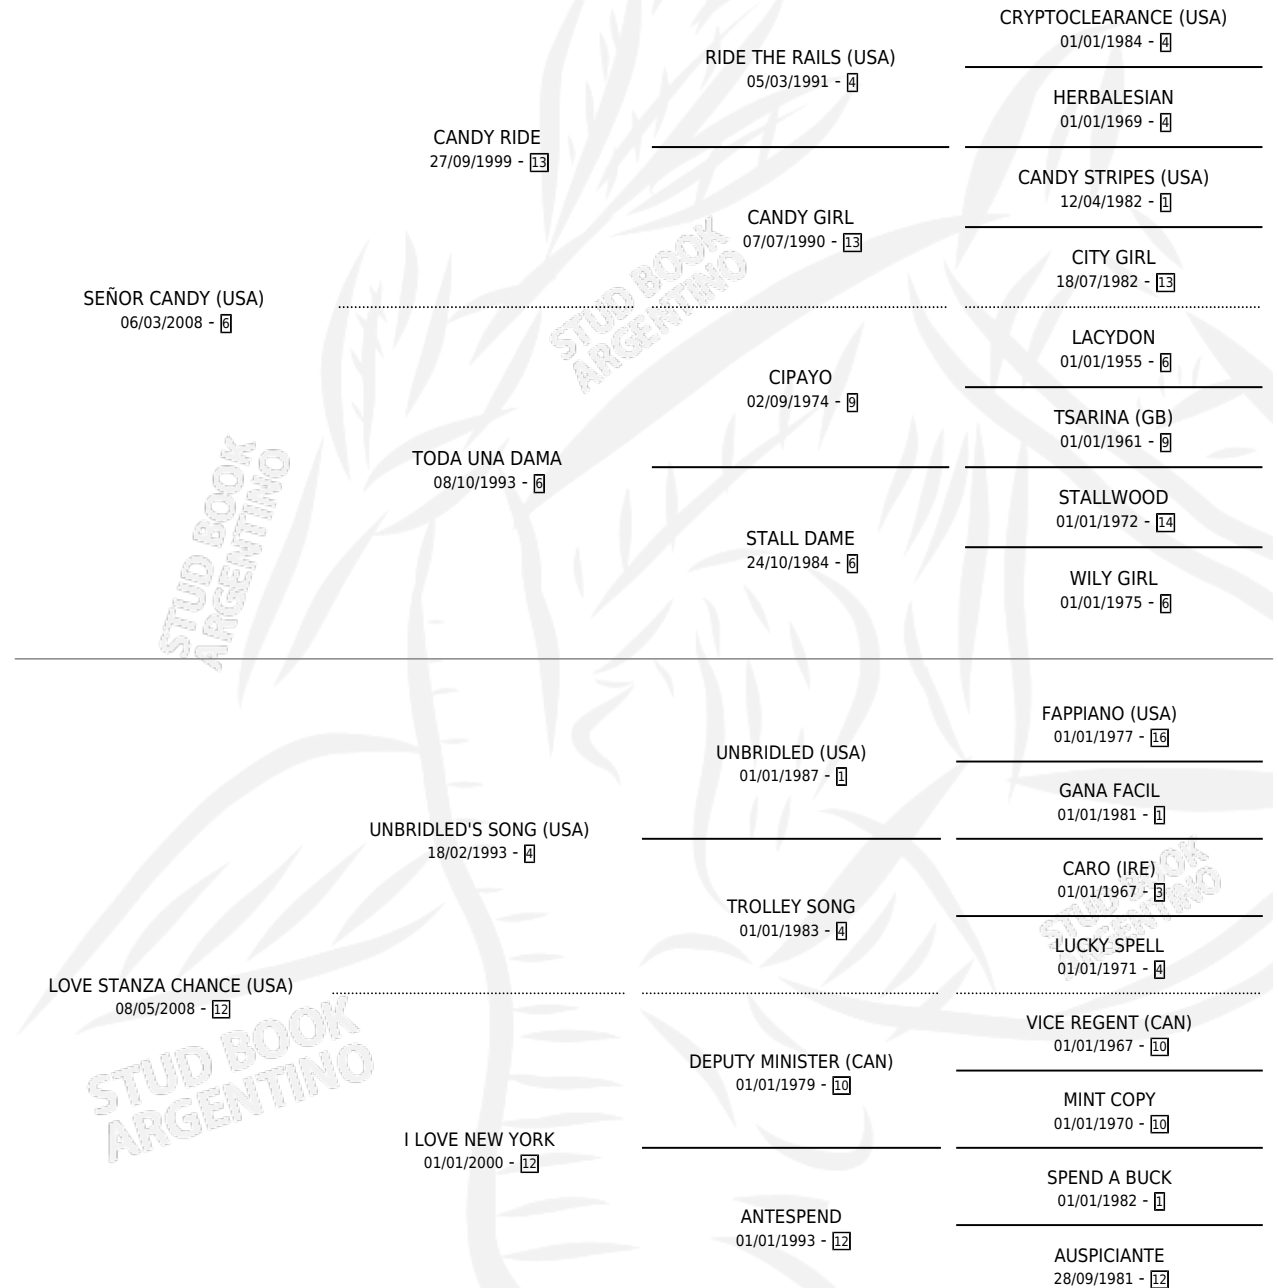 CRYPTOCLEARANCE (USA)
01/01/1984 - 4
RIDE THE RAILS (USA)
05/03/1991 - 4
HERBALESIAN
01/01/1969 - 4
CANDY RIDE
27/09/1999 - 13
CANDY STRIPES (USA)
12/04/1982 - 1
CANDY GIRL
07/07/1990 - 13
CITY GIRL
18/07/1982 - 13
SEÑOR CANDY (USA)
06/03/2008 - 6
STUD BOOK
ARGENTINO
LACYDON
01/01/1955 - 6
CIPAYO
02/09/1974 - 9
TSARINA (GB)
01/01/1961 - 9
TODA UNA DAMA
08/10/1993 - 6
STALLWOOD
01/01/1972 - 14
STALL DAME
24/10/1984 - 6
WILY GIRL
01/01/1975 - 6
STUD BOOK
ARGENTINO
FAPPIANO (USA)
01/01/1977 - 16
UNBRIDLED (USA)
01/01/1987 - 1
GANA FACIL
01/01/1981 - 1
UNBRIDLED'S SONG (USA)
18/02/1993 - 4
CARO (IRE)
01/01/1967 - 3
STUD BOOK
ARGENTINO
TROLLEY SONG
01/01/1983 - 4
LUCKY SPELL
01/01/1971 - 4
LOVE STANZA CHANCE (USA)
08/05/2008 - 12
STUD BOOK
ARGENTINO
VICE REGENT (CAN)
01/01/1967 - 10
DEPUTY MINISTER (CAN)
01/01/1979 - 10
MINT COPY
01/01/1970 - 10
I LOVE NEW YORK
01/01/2000 - 12
SPEND A BUCK
01/01/1982 - 1
ANTESPEND
01/01/1993 - 12
AUSPICIANTE
28/09/1981 - 12